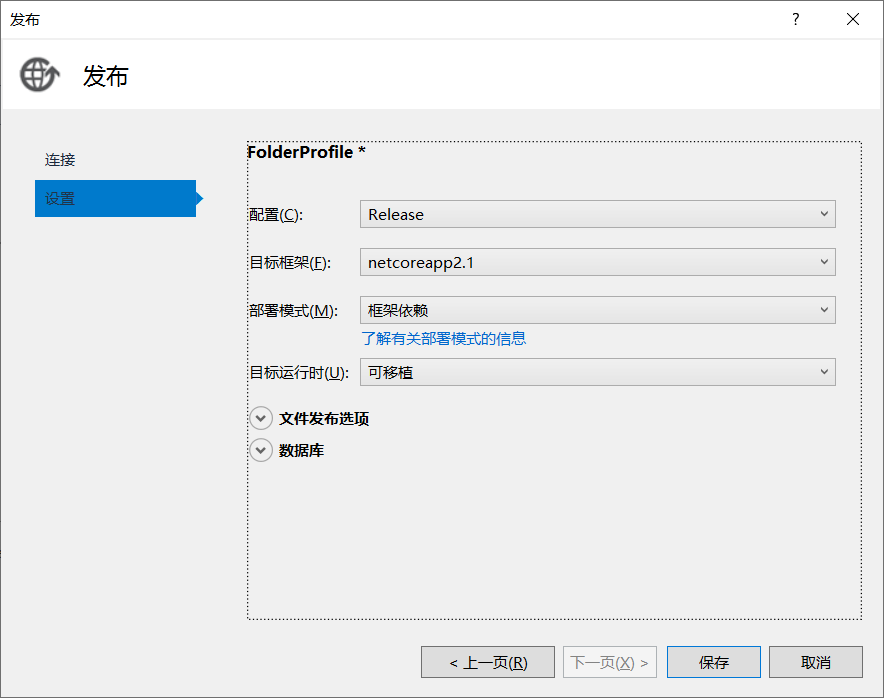 发布
?
发布
连接
设置
FolderProfile *
配置(C): Release
目标框架(F): netcoreapp2.1
部署模式(M): 框架依赖
了解有关部署模式的信息
目标运行时(U): 可移植
文件发布选项
数据库
< 上一页(R) 下一页(X) > 保存 取消